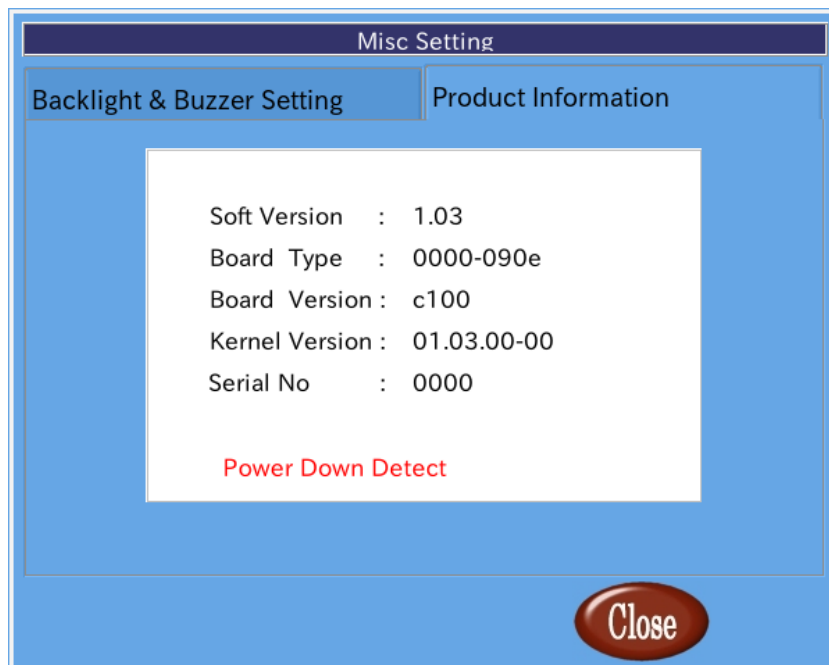 Misc Setting
Backlight & Buzzer Setting
Product Information
Soft Version : 1.03
Board Type : 0000-090e
Board Version : c100
Kernel Version : 01.03.00-00
Serial No : 0000
Power Down Detect
Close